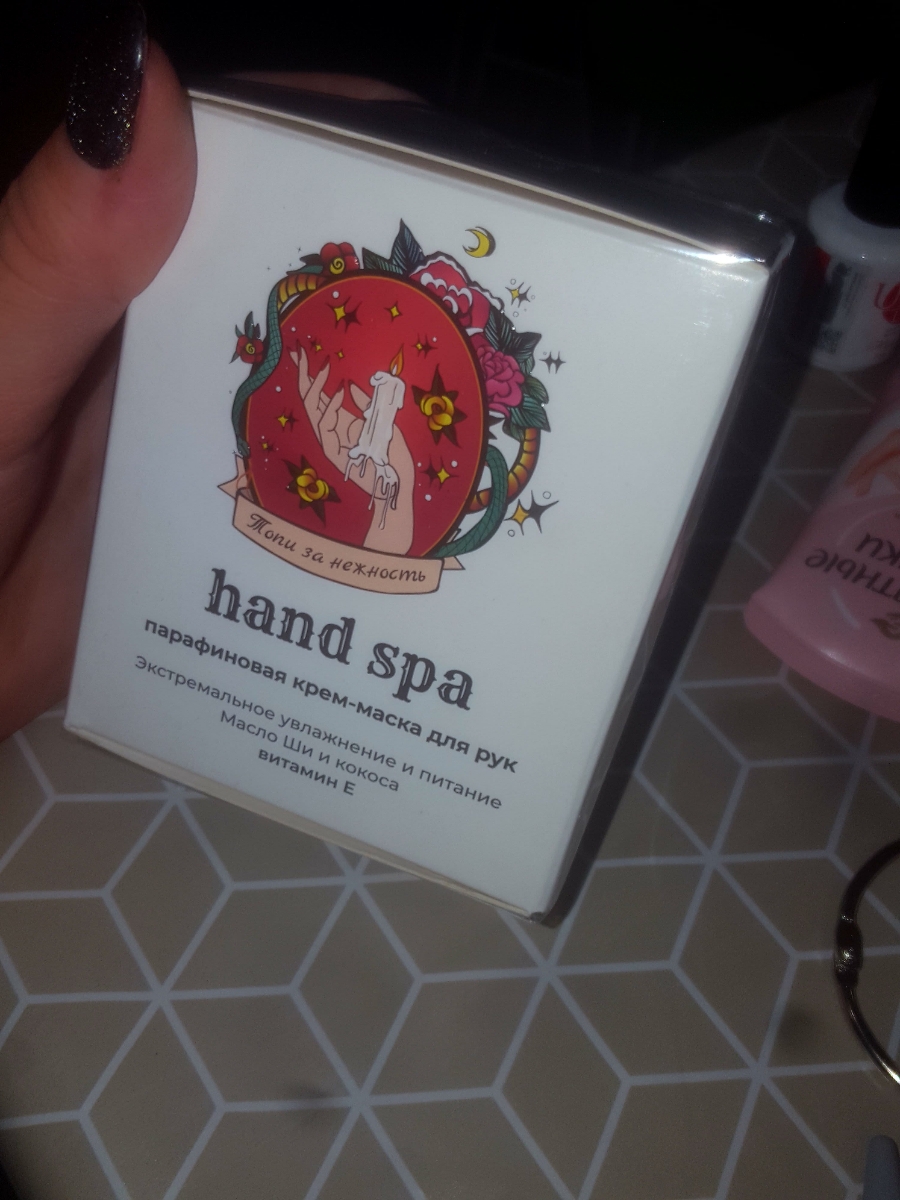 Топи за нежность
hand spa
парафиновая крем-маска для рук
Экстремальное увлажнение и питание
Масло Ши и кокоса
витамин Е